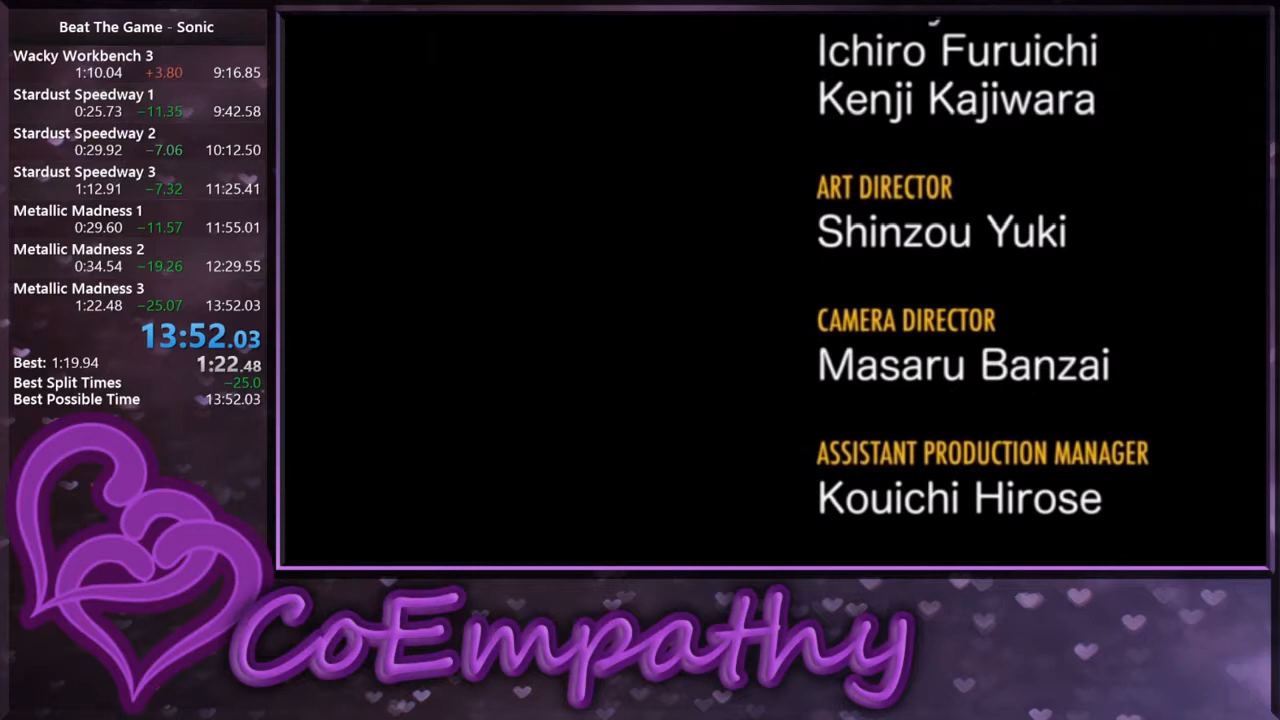 Beat The Game - Sonic
Wacky Workbench 3
1:10.04 +3.80 9:16.85
Stardust Speedway 1
0:25.73 −11.35 9:42.58
Stardust Speedway 2
0:29.92 −7.06 10:12.50
Stardust Speedway 3
1:12.91 −7.32 11:25.41
Metallic Madness 1
0:29.60 −11.57 11:55.01
Metallic Madness 2
0:34.54 −19.26 12:29.55
Metallic Madness 3
1:22.48 −25.07 13:52.03
13:52.03
Best: 1:19.94 1:22.48
Best Split Times −25.0
Best Possible Time 13:52.03
Ichiro Furuichi
Kenji Kajiwara
ART DIRECTOR
Shinzou Yuki
CAMERA DIRECTOR
Masaru Banzai
ASSISTANT PRODUCTION MANAGER
Kouichi Hirose
CoEmpathy